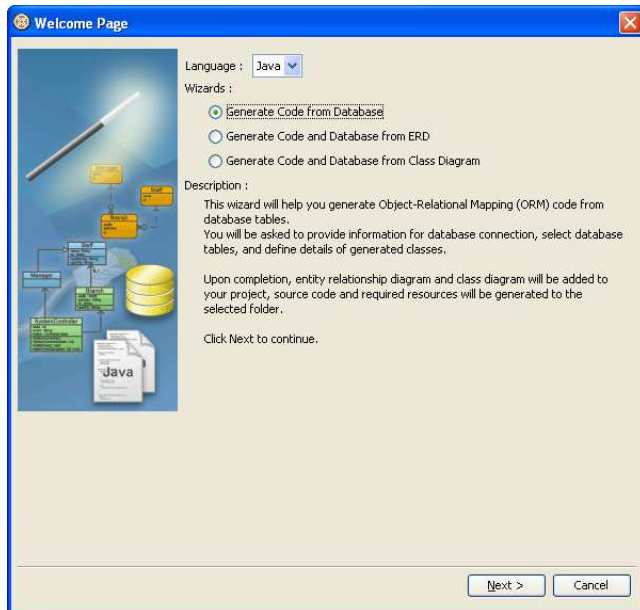 Welcome Page
Language : Java
Wizards :
Generate Code from Database
Generate Code and Database from ERD
Generate Code and Database from Class Diagram
Description :
This wizard will help you generate Object-Relational Mapping (ORM) code from
database tables.
You will be asked to provide information for database connection, select database
tables, and define details of generated classes.
Upon completion, entity relationship diagram and class diagram will be added to
your project, source code and required resources will be generated to the
selected folder.
Click Next to continue.
Staff
Branch
Staff
Manager
Branch
SystemController
Java
Next >
Cancel